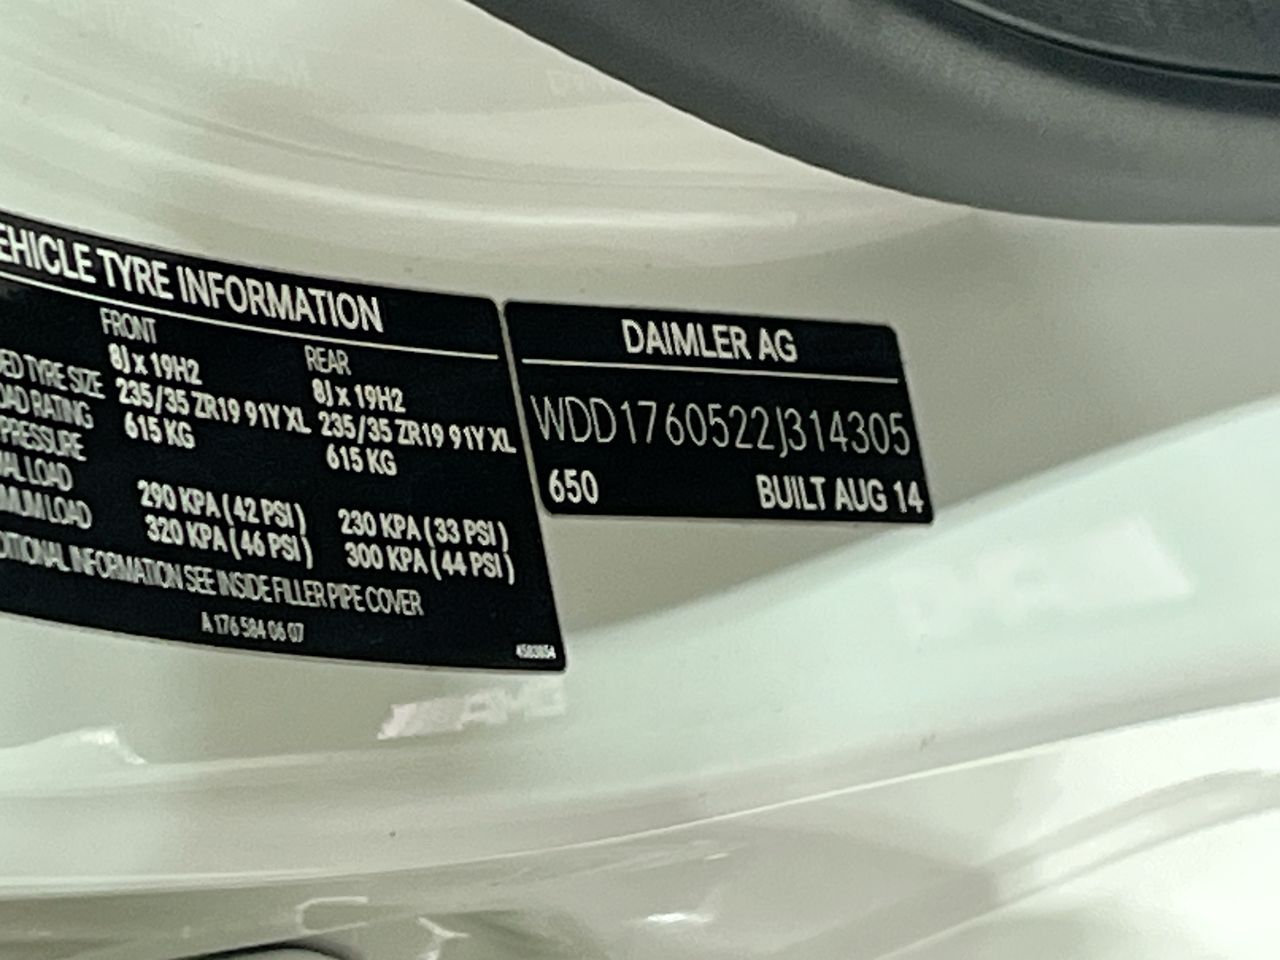 EHICLE TYRE INFORMATION
FRONT REAR
8J x 19H2 8J x 19H2
ED TYRE SIZE 235/35 ZR19 91Y XL 235/35 ZR19 91Y XL
OAD RATING 615 KG 615 KG
PRESSURE
AL LOAD 290 KPA (42 PSI) 230 KPA (33 PSI)
MUM LOAD 320 KPA (46 PSI) 300 KPA (44 PSI)
DITIONAL INFORMATION SEE INSIDE FILLER PIPE COVER
A 176 584 06 07
4583854
DAIMLER AG
WDD1760522J314305
650 BUILT AUG 14
AMG